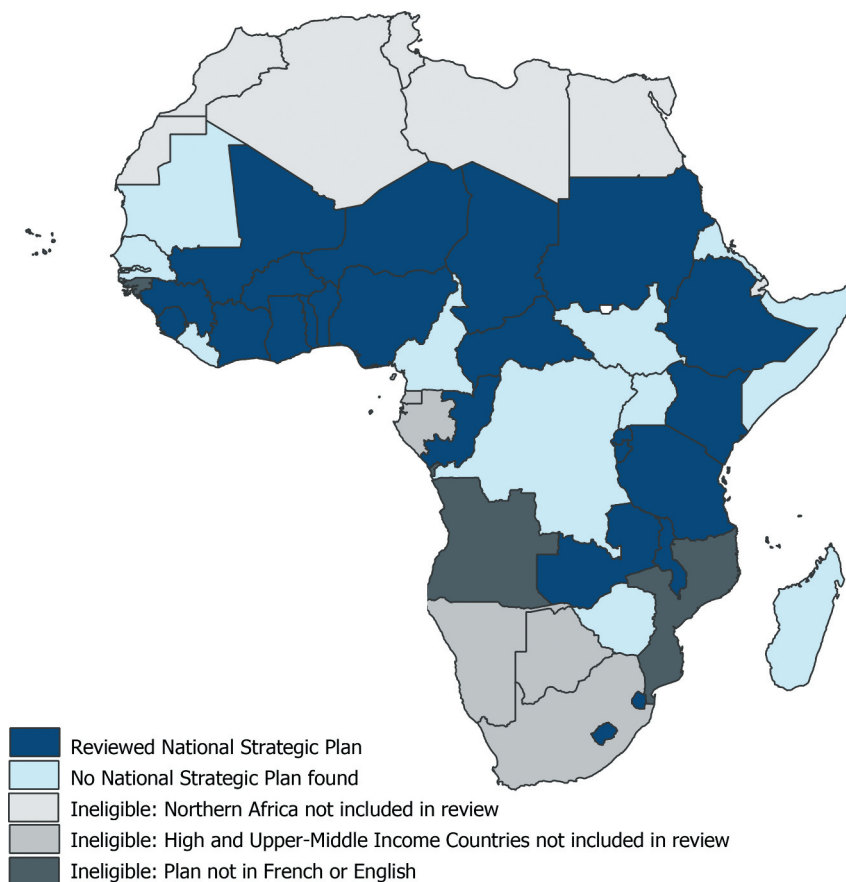 Reviewed National Strategic Plan
No National Strategic Plan found
Ineligible: Northern Africa not included in review
Ineligible: High and Upper-Middle Income Countries not included in review
Ineligible: Plan not in French or English